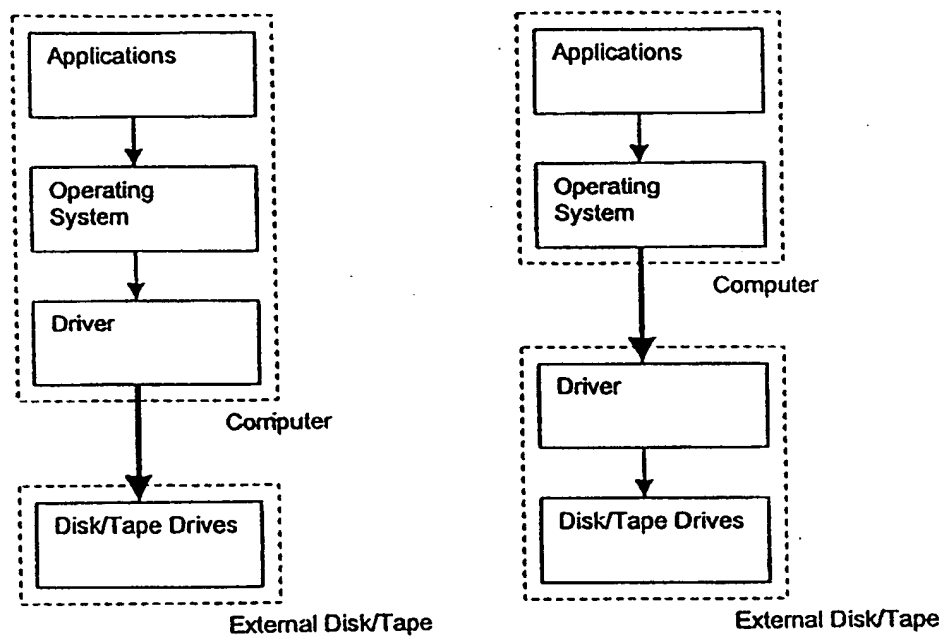 Applications
Operating
System
Driver
Computer
Disk/Tape Drives
External Disk/Tape
Applications
Operating
System
Computer
Driver
Disk/Tape Drives
External Disk/Tape